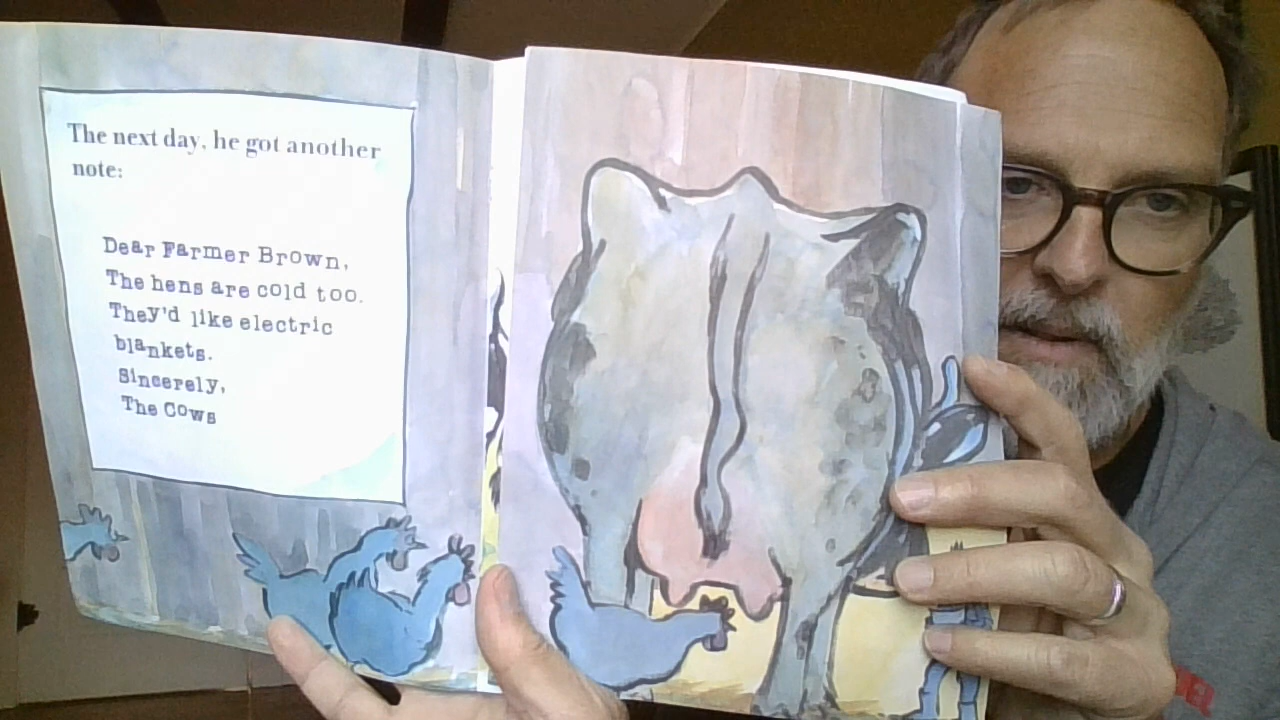 The next day, he got another
note:
Dear Farmer Brown,
The hens are cold too.
They'd like electric
blankets.
Sincerely,
The Cows